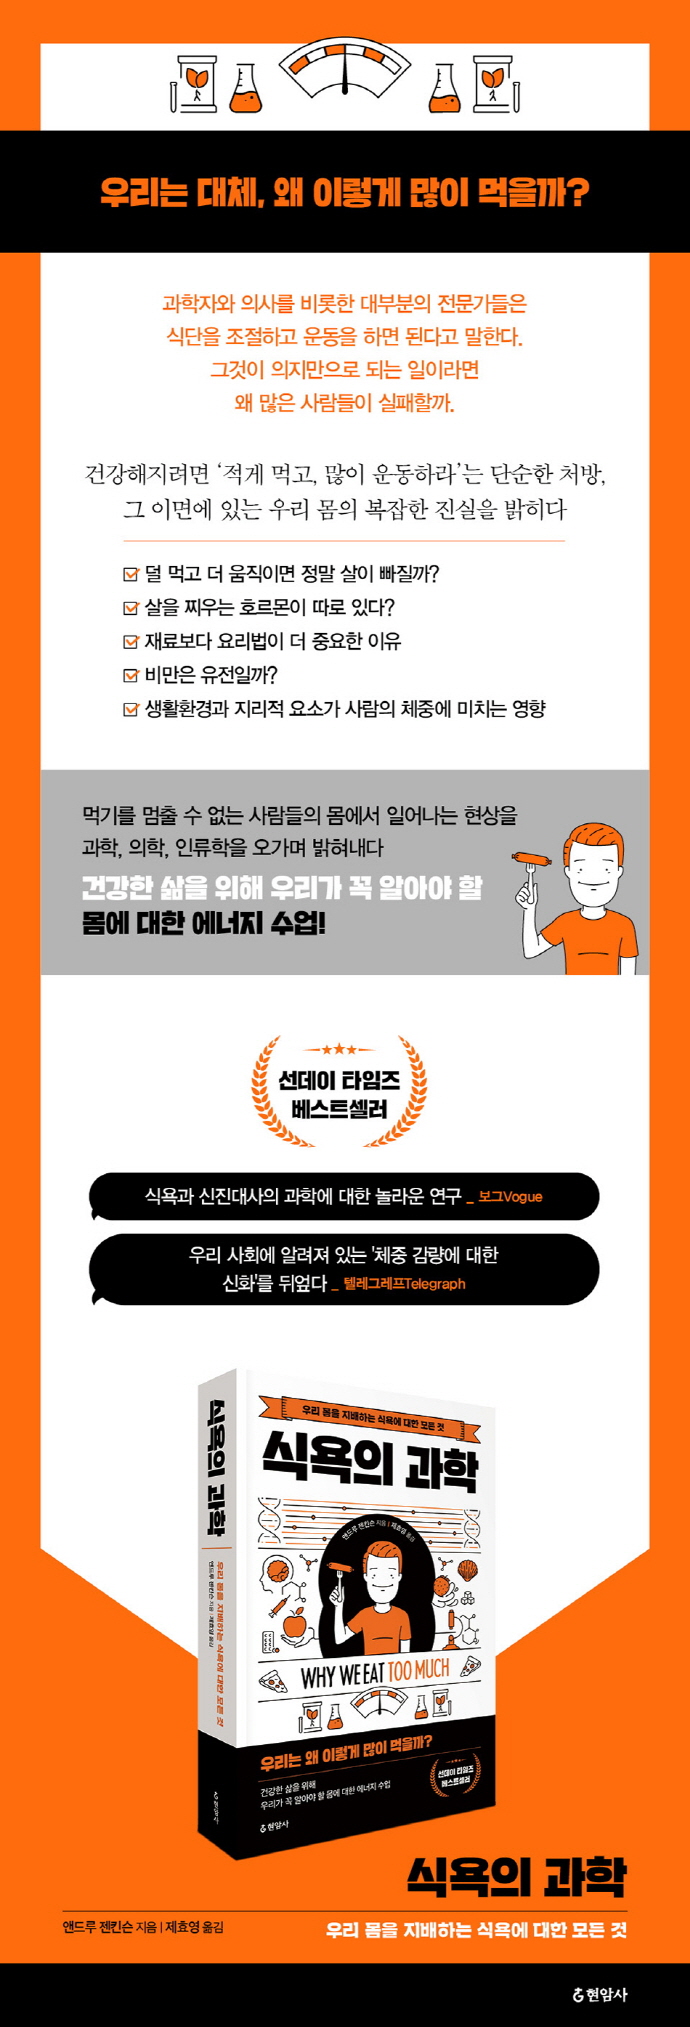 우리는 대체, 왜 이렇게 많이 먹을까?
과학자와 의사를 비롯한 대부분의 전문가들은
식단을 조절하고 운동을 하면 된다고 말한다.
그것이 의지만으로 되는 일이라면
왜 많은 사람들이 실패할까.
건강해지려면 ‘적게 먹고, 많이 운동하라’는 단순한 처방,
그 이면에 있는 우리 몸의 복잡한 진실을 밝히다
덜 먹고 더 움직이면 정말 살이 빠질까?
살을 찌우는 호르몬이 따로 있다?
재료보다 요리법이 더 중요한 이유
비만은 유전일까?
생활환경과 지리적 요소가 사람의 체중에 미치는 영향
먹기를 멈출 수 없는 사람들의 몸에서 일어나는 현상을
과학, 의학, 인류학을 오가며 밝혀내다
건강한 삶을 위해 우리가 꼭 알아야 할
몸에 대한 에너지 수업!
선데이 타임즈
베스트셀러
식욕과 신진대사의 과학에 대한 놀라운 연구 _ 보그Vogue
우리 사회에 알려져 있는 '체중 감량에 대한
신화'를 뒤엎다 _ 텔레그레프Telegraph
식욕의 과학
우리 몸을 지배하는 식욕에 대한 모든 것
앤드루 젠킨슨 지음 | 제효영 옮김
현암사
우리 몸을 지배하는 식욕에 대한 모든 것
식욕의 과학
앤드루 젠킨슨 지음 | 제효영 옮김
WHY WE EAT TOO MUCH
우리는 왜 이렇게 많이 먹을까?
건강한 삶을 위해
우리가 꼭 알아야 할 몸에 대한 에너지 수업
선데이 타임즈
베스트셀러
현암사
식욕의 과학
앤드루 젠킨슨 지음 | 제효영 옮김
우리 몸을 지배하는 식욕에 대한 모든 것
현암사